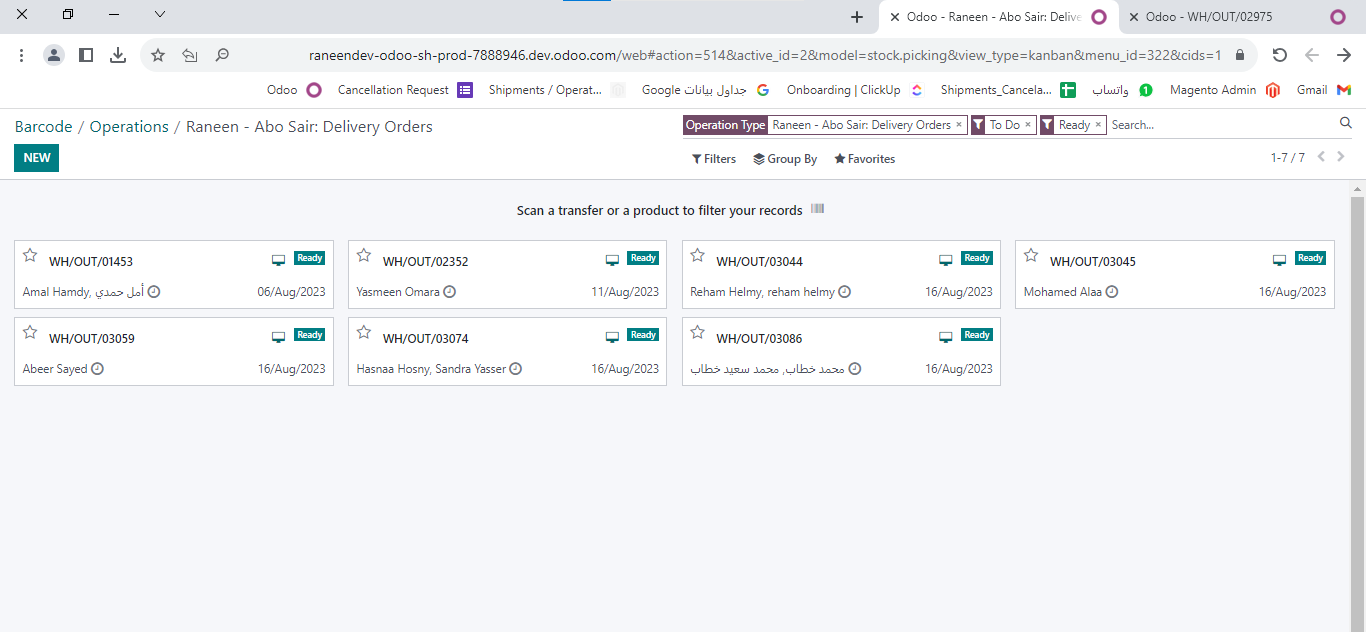 Odoo - Raneen - Abo Sair: Delive
Odoo - WH/OUT/02975
raneendev-odoo-sh-prod-7888946.dev.odoo.com/web#action=514&active_id=2&model=stock.picking&view_type=kanban&menu_id=322&cids=1
Odoo Cancellation Request Shipments / Operat... جداول بيانات Google Onboarding | ClickUp Shipments_Cancela... واتساب 1 Magento Admin Gmail
Barcode / Operations / Raneen - Abo Sair: Delivery Orders
Operation Type Raneen - Abo Sair: Delivery Orders × To Do × Ready × Search...
NEW
Filters Group By Favorites
1-7 / 7
Scan a transfer or a product to filter your records
WH/OUT/01453 Ready
Amal Hamdy, أمل حمدي 06/Aug/2023
WH/OUT/02352 Ready
Yasmeen Omara 11/Aug/2023
WH/OUT/03044 Ready
Reham Helmy, reham helmy 16/Aug/2023
WH/OUT/03045 Ready
Mohamed Alaa 16/Aug/2023
WH/OUT/03059 Ready
Abeer Sayed 16/Aug/2023
WH/OUT/03074 Ready
Hasnaa Hosny, Sandra Yasser 16/Aug/2023
WH/OUT/03086 Ready
محمد خطاب, محمد سعيد خطاب 16/Aug/2023